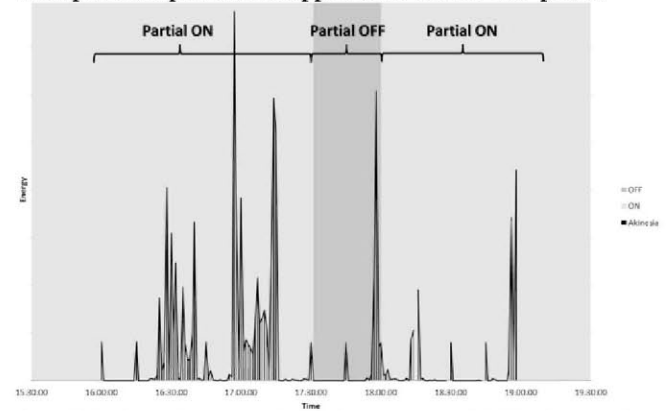 Partial ON Partial OFF Partial ON
Energy
OFF
ON
Akinesia
15:30:00 16:00:00 16:30:00 17:00:00 17:30:00 18:00:00 18:30:00 19:00:00 19:30:00
Time